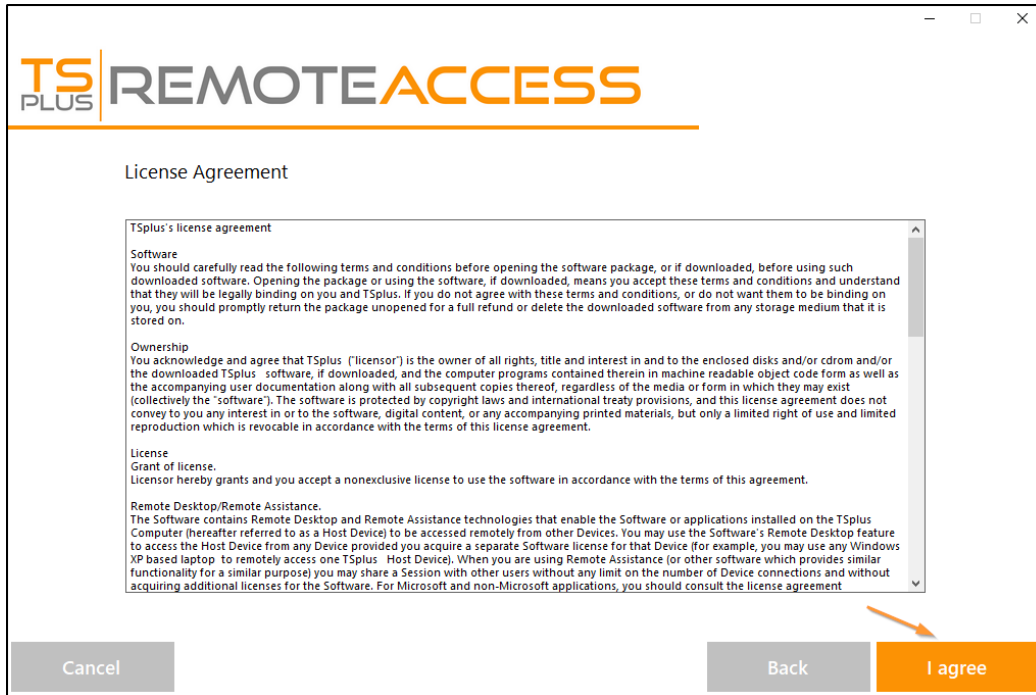 TS PLUS REMOTEACCESS
License Agreement
TSplus's license agreement
Software
You should carefully read the following terms and conditions before opening the software package, or if downloaded, before using such
downloaded software. Opening the package or using the software, if downloaded, means you accept these terms and conditions and understand
that they will be legally binding on you and TSplus. If you do not agree with these terms and conditions, or do not want them to be binding on
you, you should promptly return the package unopened for a full refund or delete the downloaded software from any storage medium that it is
stored on.
Ownership
You acknowledge and agree that TSplus ("licensor") is the owner of all rights, title and interest in and to the enclosed disks and/or cdrom and/or
the downloaded TSplus software, if downloaded, and the computer programs contained therein in machine readable object code form as well as
the accompanying user documentation along with all subsequent copies thereof, regardless of the media or form in which they may exist
(collectively the "software"). The software is protected by copyright laws and international treaty provisions, and this license agreement does not
convey to you any interest in or to the software, digital content, or any accompanying printed materials, but only a limited right of use and limited
reproduction which is revocable in accordance with the terms of this license agreement.
License
Grant of license.
Licensor hereby grants and you accept a nonexclusive license to use the software in accordance with the terms of this agreement.
Remote Desktop/Remote Assistance.
The Software contains Remote Desktop and Remote Assistance technologies that enable the Software or applications installed on the TSplus
Computer (hereafter referred to as a Host Device) to be accessed remotely from other Devices. You may use the Software's Remote Desktop feature
to access the Host Device from any Device provided you acquire a separate Software license for that Device (for example, you may use any Windows
XP based laptop to remotely access one TSplus Host Device). When you are using Remote Assistance (or other software which provides similar
functionality for a similar purpose) you may share a Session with other users without any limit on the number of Device connections and without
acquiring additional licenses for the Software. For Microsoft and non-Microsoft applications, you should consult the license agreement
Cancel
Back
I agree